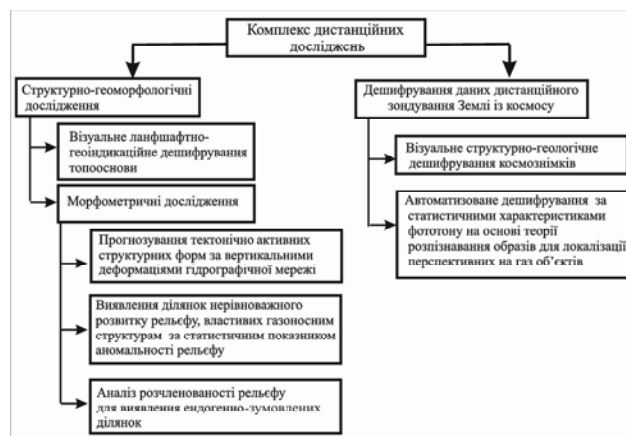 Комплекс дистанційних
досліджень
Структурно-геоморфологічні
дослідження
Візуальне ланфшафтно-
геоіндикаційне дешифрування
топооснови
Морфометричні дослідження
Прогнозування тектонічно активних
структурних форм за вертикальними
деформаціями гідрографічної мережі
Виявлення ділянок нерівноважного
розвитку рельєфу, властивих газоносним
структурам за статистичним показником
аномальності рельєфу
Аналіз розчленованості рельєфу
для виявлення ендогенно-зумовлених
ділянок
Дешифрування даних дистанційного
зондування Землі із космосу
Візуальне структурно-геологічне
дешифрування космознімків
Автоматизоване дешифрування за
статистичними характеристиками
фототону на основі теорії
розпізнавання образів для локалізації
перспективних на газ об’єктів